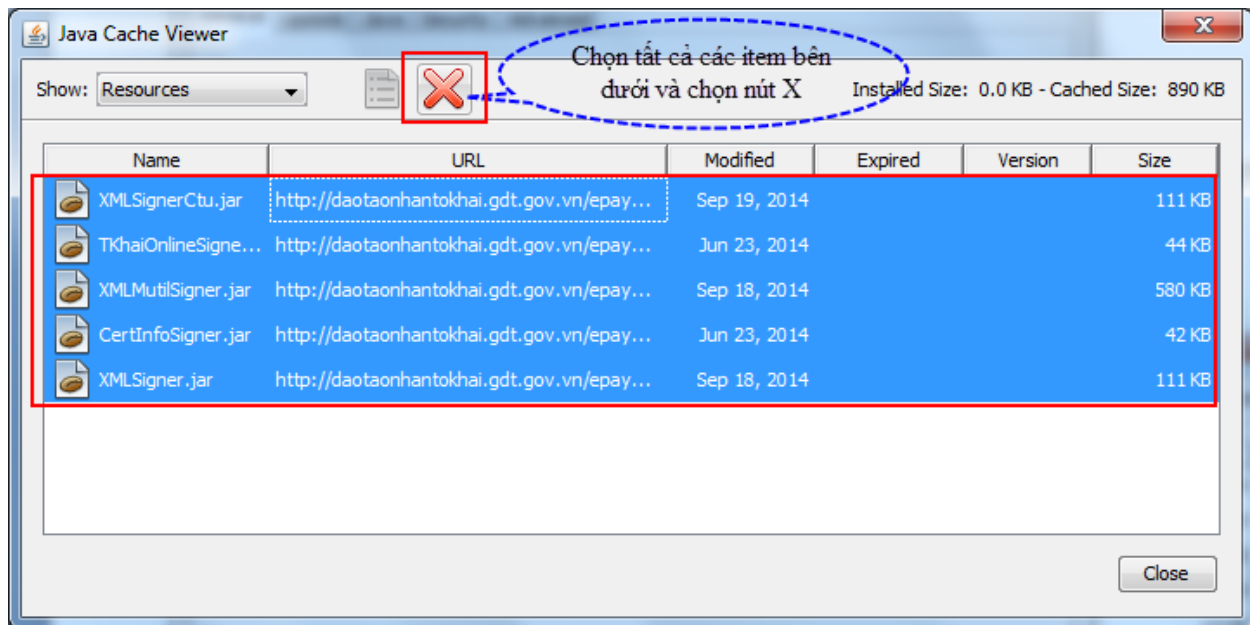 Java Cache Viewer
Chọn tất cả các item bên
dưới và chọn nút X
Show: Resources
Installed Size: 0.0 KB - Cached Size: 890 KB
Name URL Modified Expired Version Size
XMLSignerCtu.jar http://daotaonhantokhai.gdt.gov.vn/epay... Sep 19, 2014 111 KB
TKhaiOnlineSigne... http://daotaonhantokhai.gdt.gov.vn/epay... Jun 23, 2014 44 KB
XMLMutilSigner.jar http://daotaonhantokhai.gdt.gov.vn/epay... Sep 18, 2014 580 KB
CertInfoSigner.jar http://daotaonhantokhai.gdt.gov.vn/epay... Jun 23, 2014 42 KB
XMLSigner.jar http://daotaonhantokhai.gdt.gov.vn/epay... Sep 18, 2014 111 KB
Close